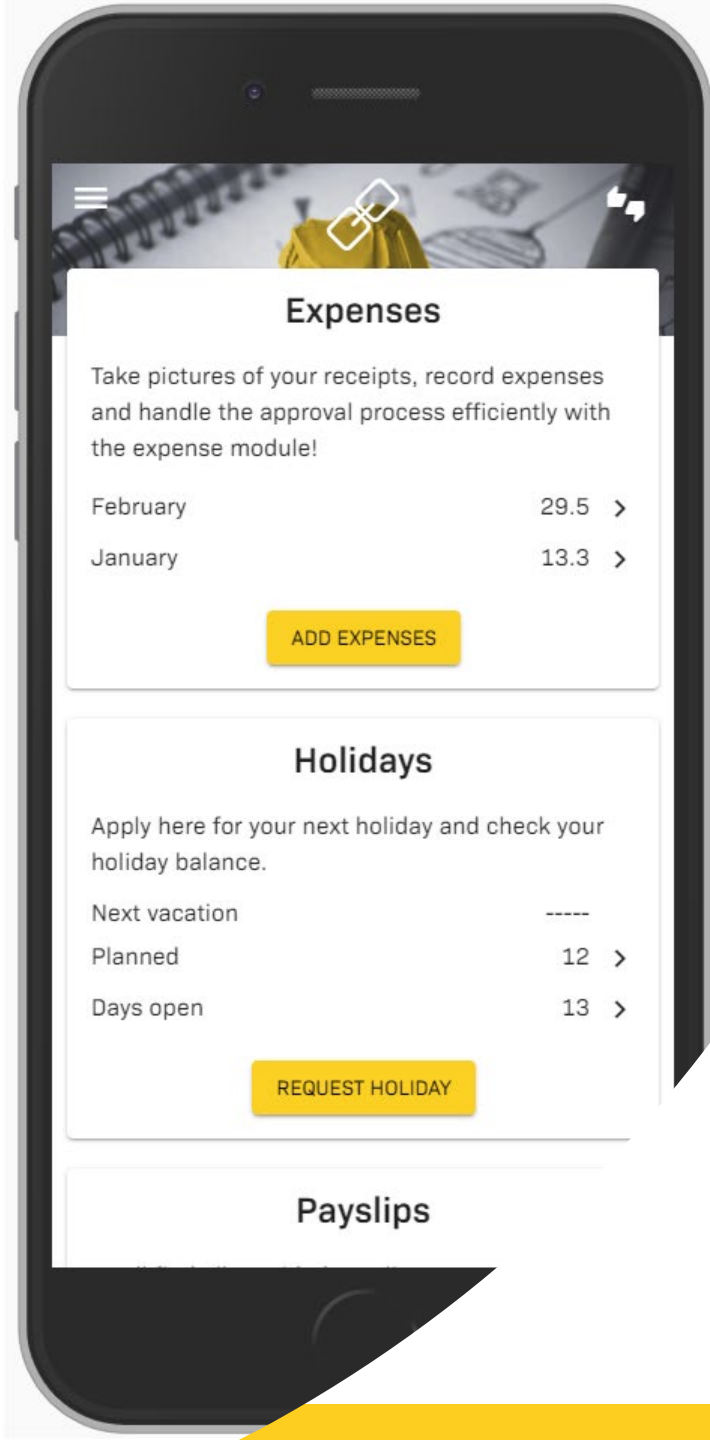 Expenses
Take pictures of your receipts, record expenses
and handle the approval process efficiently with
the expense module!
February 29.5 >
January 13.3 >
ADD EXPENSES
Holidays
Apply here for your next holiday and check your
holiday balance.
Next vacation -----
Planned 12 >
Days open 13 >
REQUEST HOLIDAY
Payslips